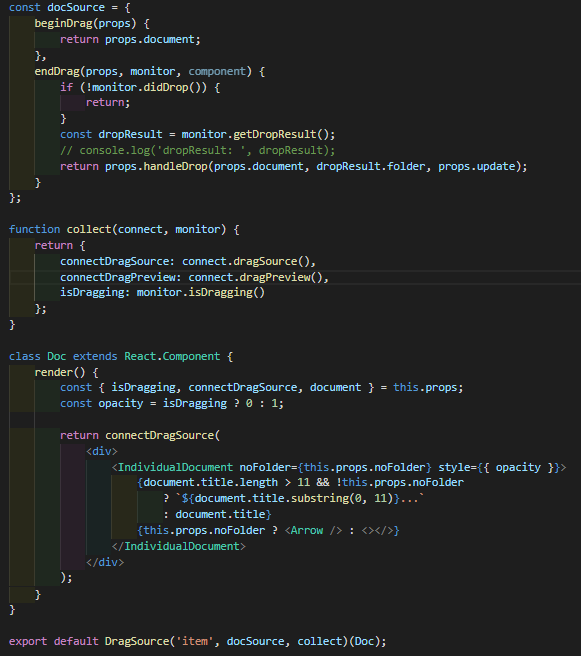 const docSource = {
beginDrag(props) {
return props.document;
},
endDrag(props, monitor, component) {
if (!monitor.didDrop()) {
return;
}
const dropResult = monitor.getDropResult();
// console.log('dropResult: ', dropResult);
return props.handleDrop(props.document, dropResult.folder, props.update);
}
};
function collect(connect, monitor) {
return {
connectDragSource: connect.dragSource(),
connectDragPreview: connect.dragPreview(),
isDragging: monitor.isDragging()
};
}
class Doc extends React.Component {
render() {
const { isDragging, connectDragSource, document } = this.props;
const opacity = isDragging ? 0 : 1;
return connectDragSource(
<div>
<IndividualDocument noFolder={this.props.noFolder} style={{ opacity }}>
{document.title.length > 11 && !this.props.noFolder
? `${document.title.substring(0, 11)}...`
: document.title}
{this.props.noFolder ? <Arrow /> : <></>}
</IndividualDocument>
</div>
);
}
}
export default DragSource('item', docSource, collect)(Doc);